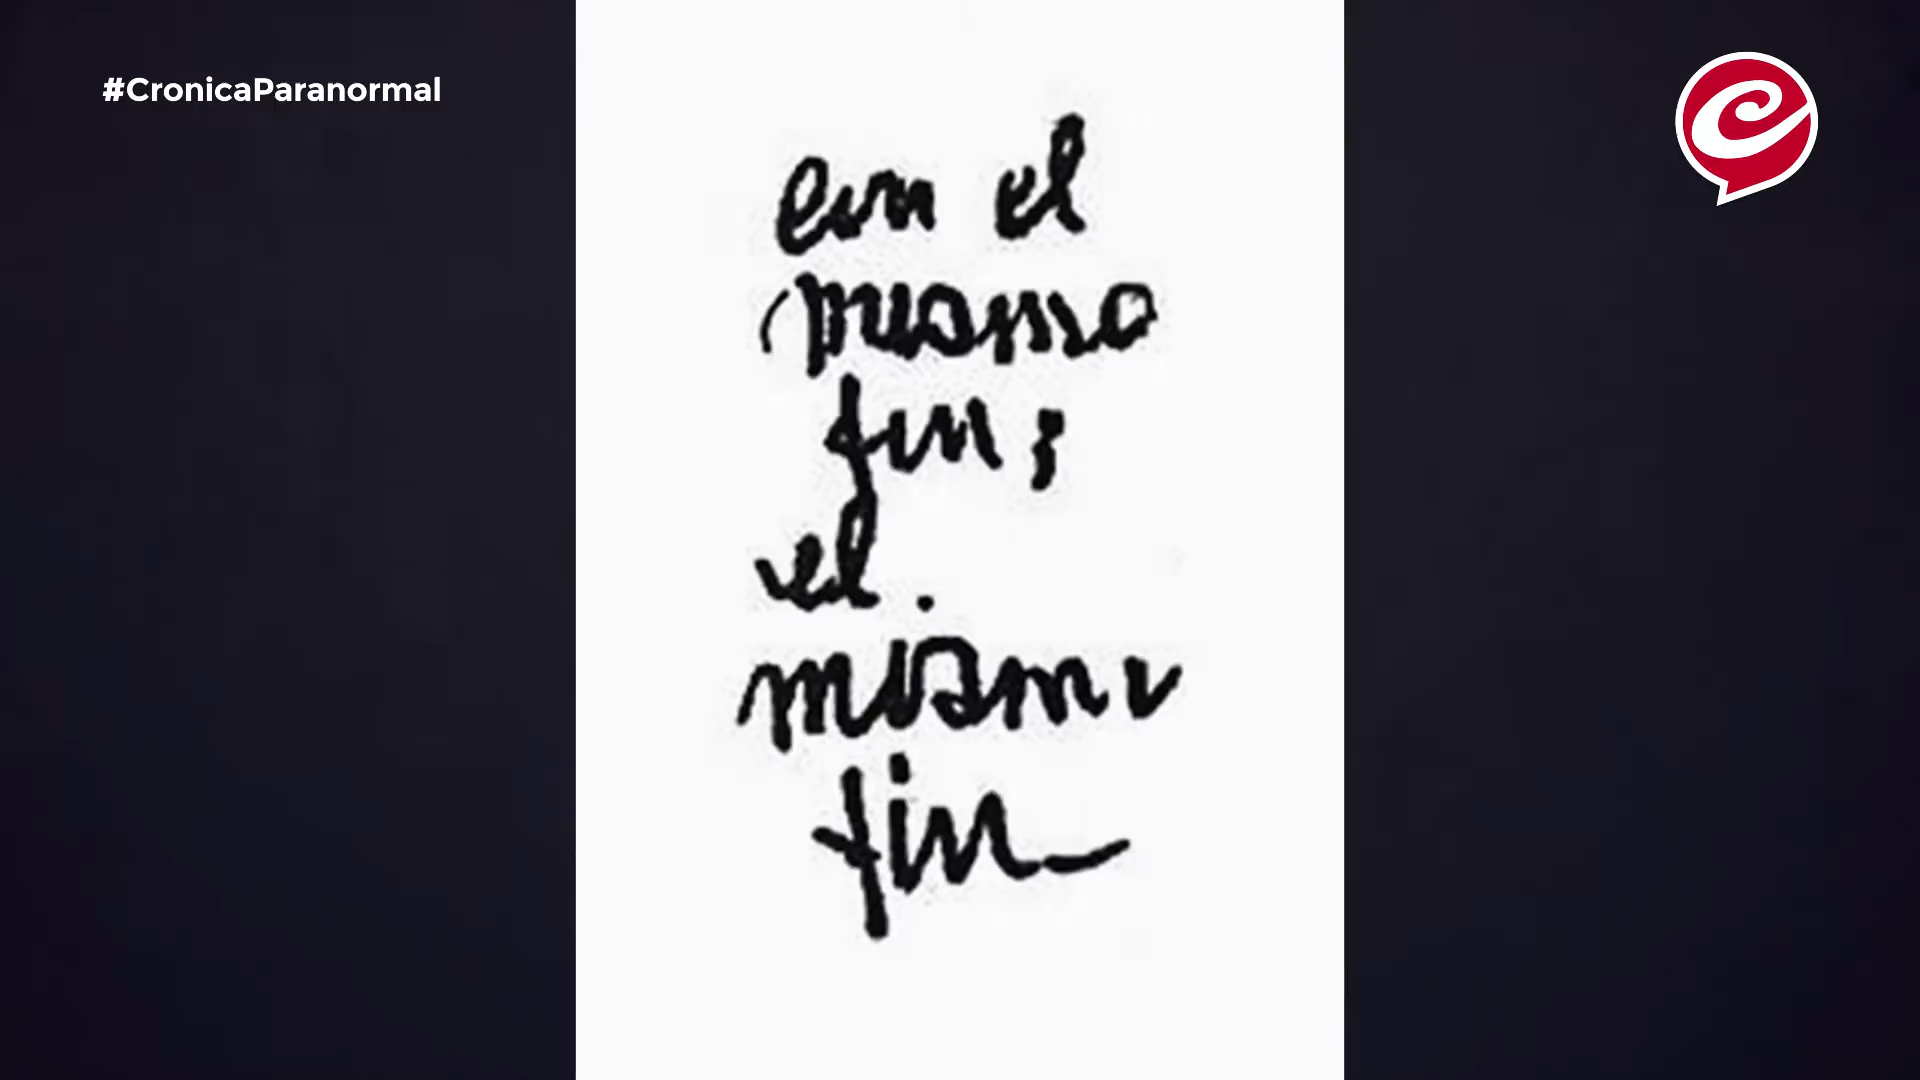 #CronicaParanormal
con el
mismo
fin;
el.
mismo
fin